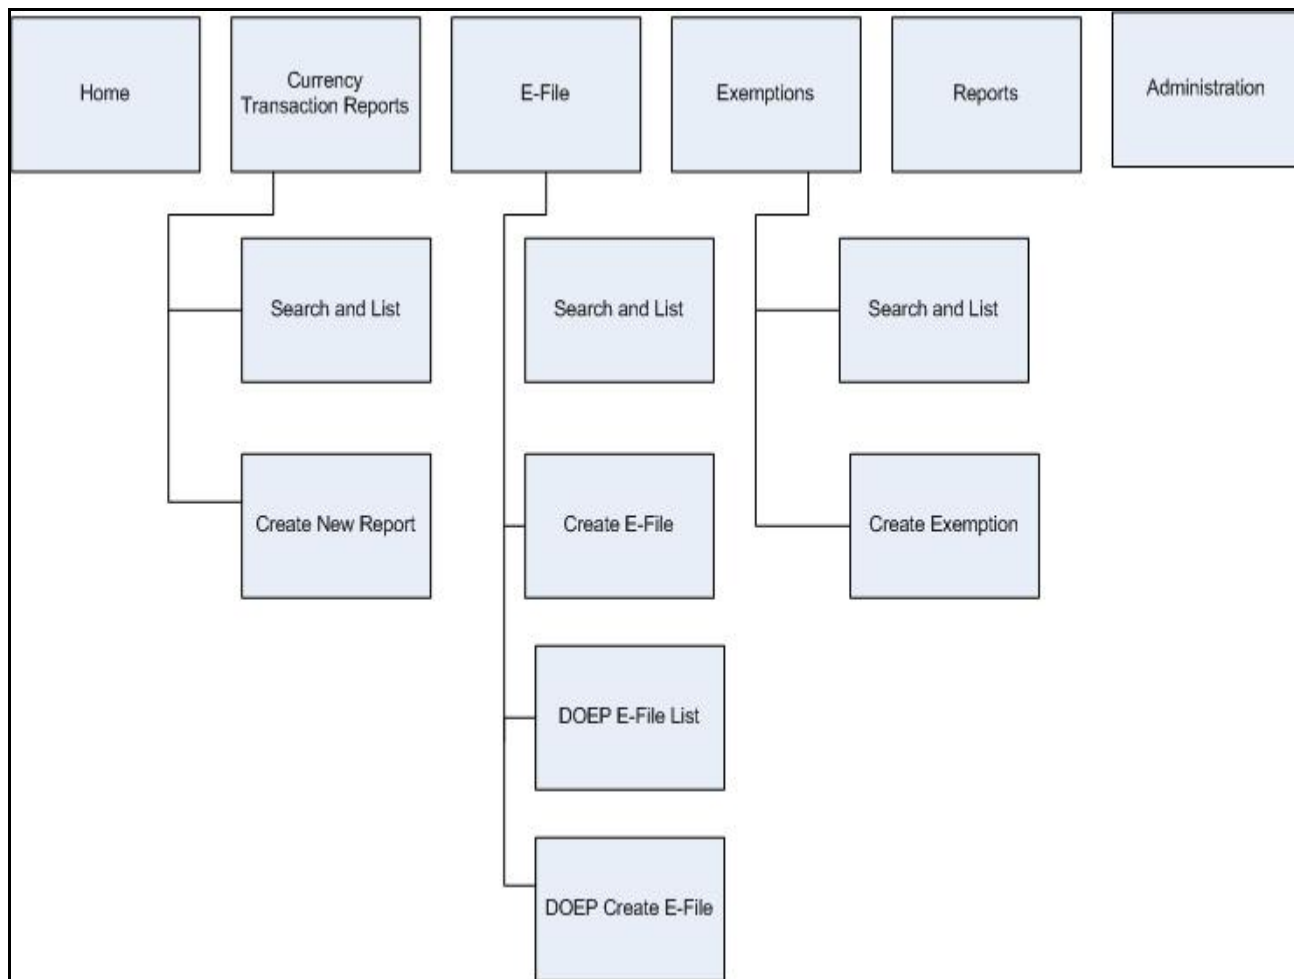 Home
Currency
Transaction Reports
E-File
Exemptions
Reports
Administration
Search and List
Search and List
Search and List
Create New Report
Create E-File
Create Exemption
DOEP E-File List
DOEP Create E-File